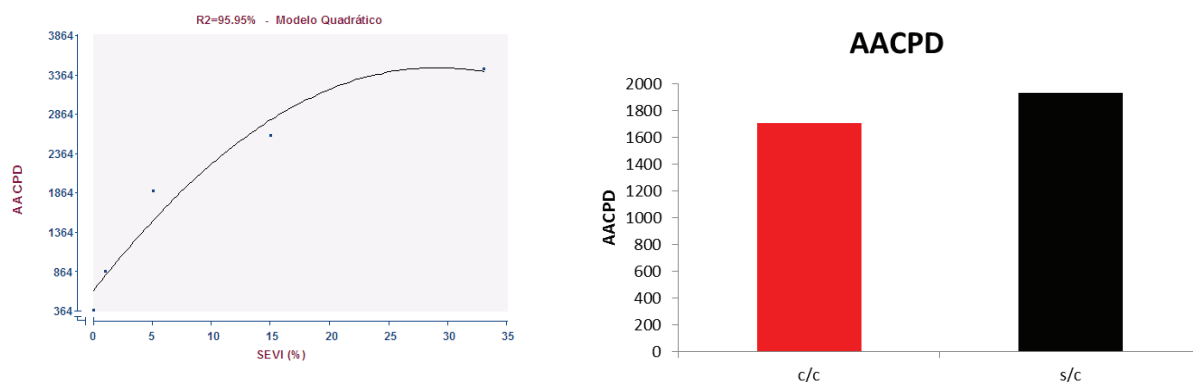 R2=95.95% - Modelo Quadrático
3864
3364
2864
2364
1864
1364
864
364
AACPD
0 5 10 15 20 25 30 35
SEVI (%)
AACPD
2000
1800
1600
1400
1200
1000
800
600
400
200
0
AACPD
c/c s/c